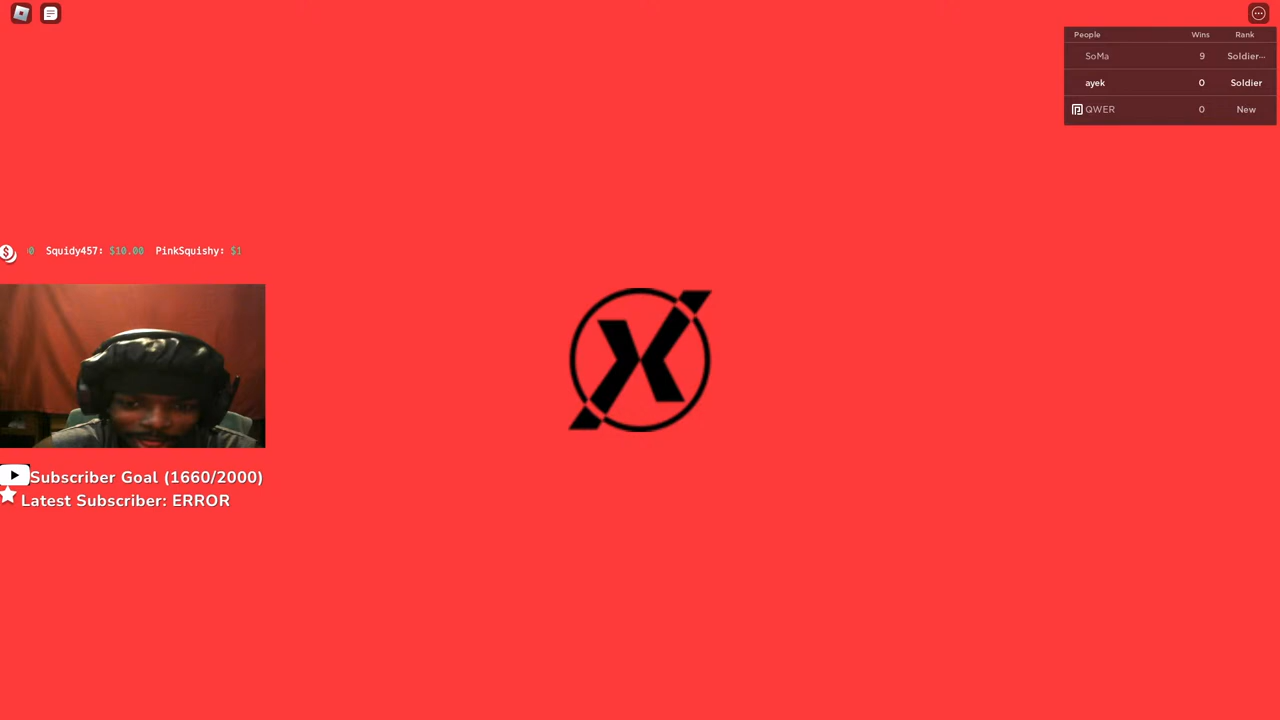 People Wins Rank
SoMa 9 Soldier...
ayek 0 Soldier
QWER 0 New
Squidy457: $10.00 PinkSquishy: $1
X
Subscriber Goal (1660/2000)
Latest Subscriber: ERROR